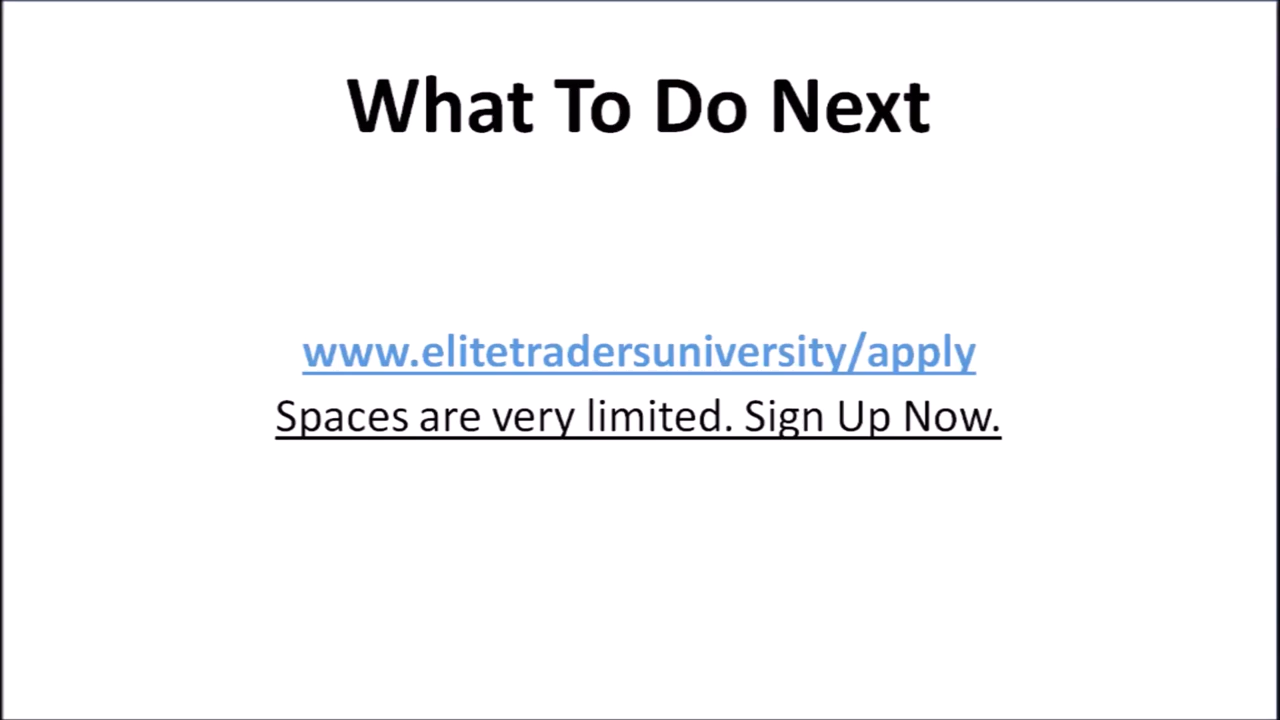 What To Do Next
www.elitetradersuniversity/apply
Spaces are very limited. Sign Up Now.